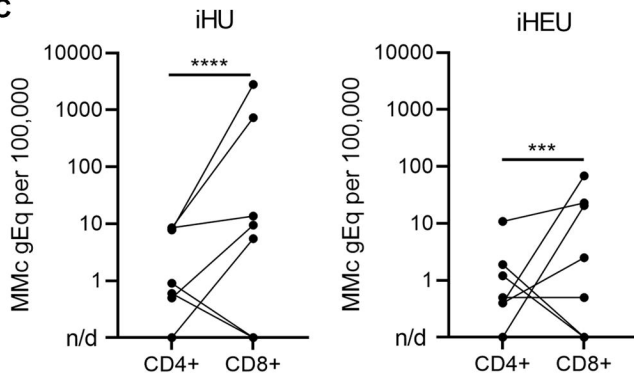 C
iHU
iHEU
MMc gEq per 100,000
10000
1000
100
10
1
n/d
****
CD4+ CD8+
MMc gEq per 100,000
10000
1000
100
10
1
n/d
***
CD4+ CD8+